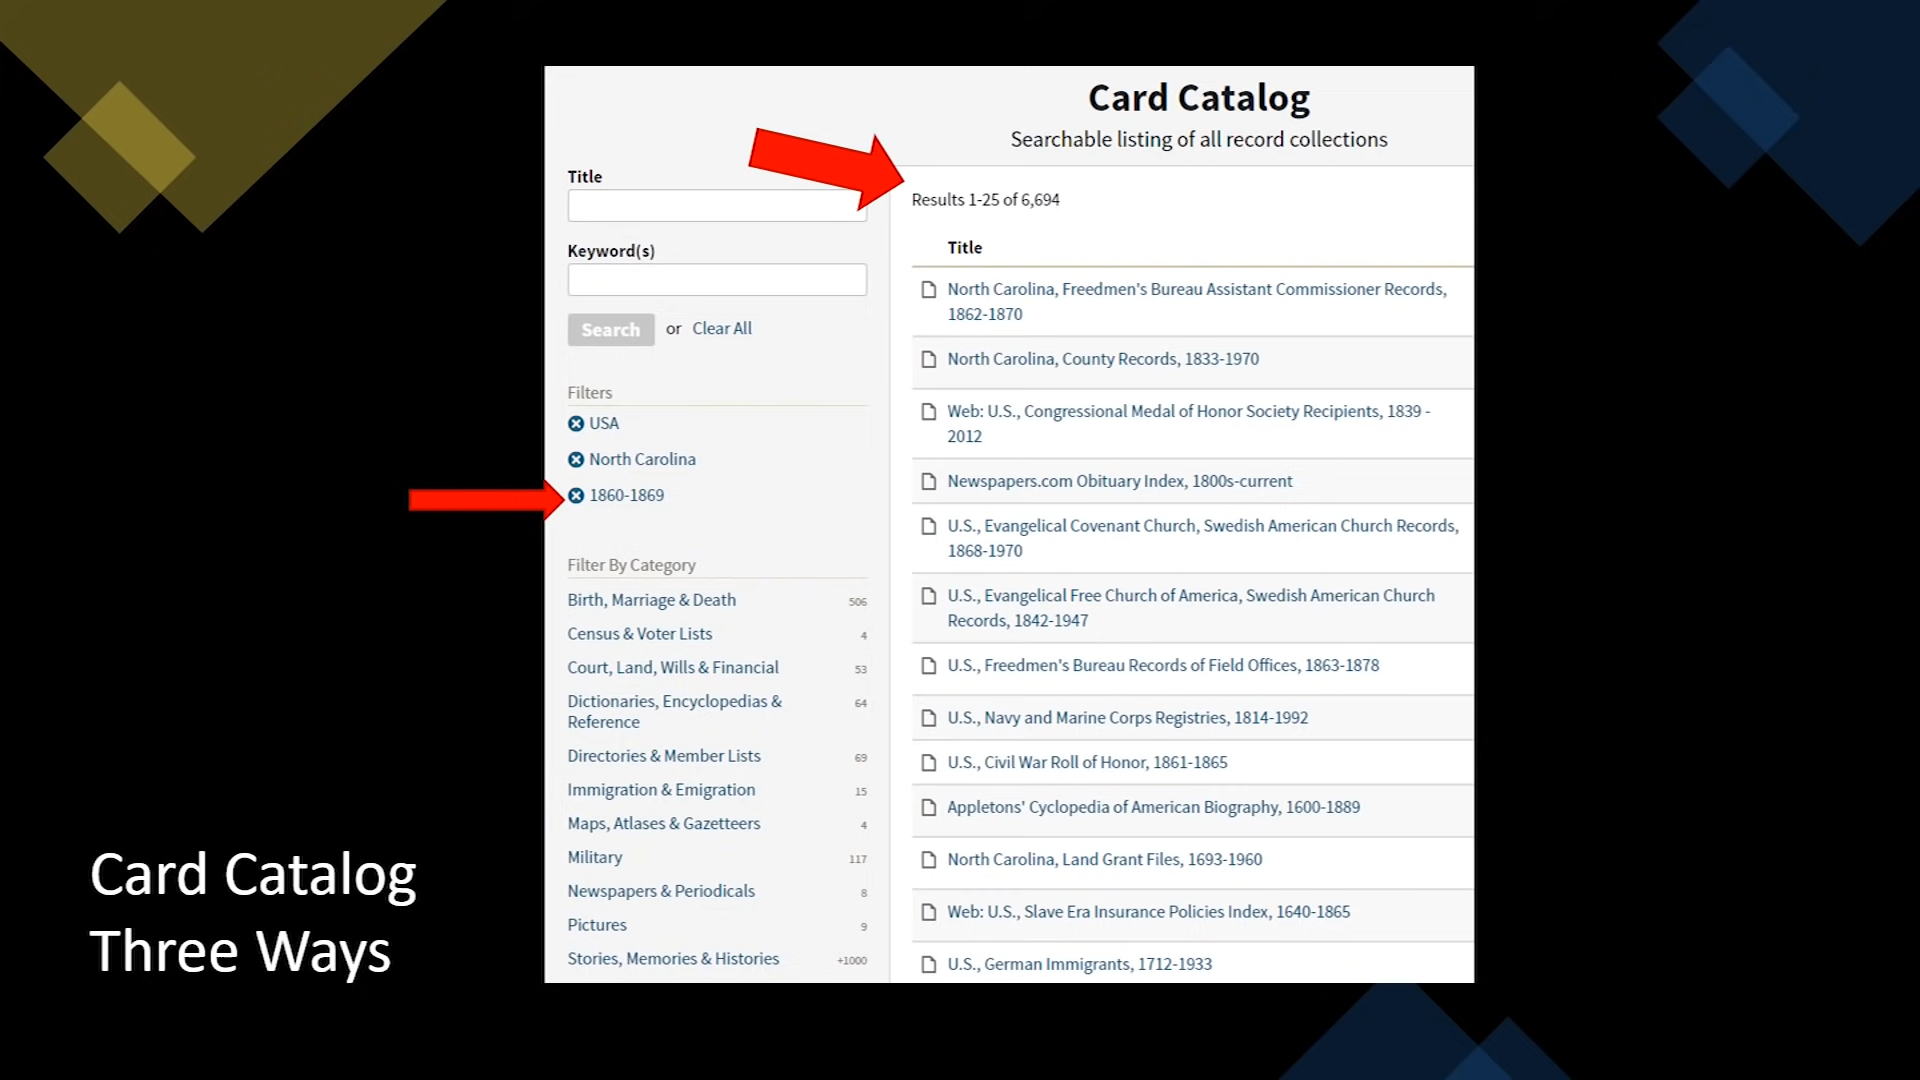 Card Catalog
Searchable listing of all record collections
Title
Keyword(s)
Search or Clear All
Filters
USA
North Carolina
1860-1869
Filter By Category
Birth, Marriage & Death 506
Census & Voter Lists 4
Court, Land, Wills & Financial 53
Dictionaries, Encyclopedias & 64
Reference
Directories & Member Lists 69
Immigration & Emigration 15
Maps, Atlases & Gazetteers 4
Military 117
Newspapers & Periodicals 8
Pictures 9
Stories, Memories & Histories +1000
Results 1-25 of 6,694
Title
North Carolina, Freedmen's Bureau Assistant Commissioner Records,
1862-1870
North Carolina, County Records, 1833-1970
Web: U.S., Congressional Medal of Honor Society Recipients, 1839 -
2012
Newspapers.com Obituary Index, 1800s-current
U.S., Evangelical Covenant Church, Swedish American Church Records,
1868-1970
U.S., Evangelical Free Church of America, Swedish American Church
Records, 1842-1947
U.S., Freedmen's Bureau Records of Field Offices, 1863-1878
U.S., Navy and Marine Corps Registries, 1814-1992
U.S., Civil War Roll of Honor, 1861-1865
Appletons' Cyclopedia of American Biography, 1600-1889
North Carolina, Land Grant Files, 1693-1960
Web: U.S., Slave Era Insurance Policies Index, 1640-1865
U.S., German Immigrants, 1712-1933
Card Catalog
Three Ways